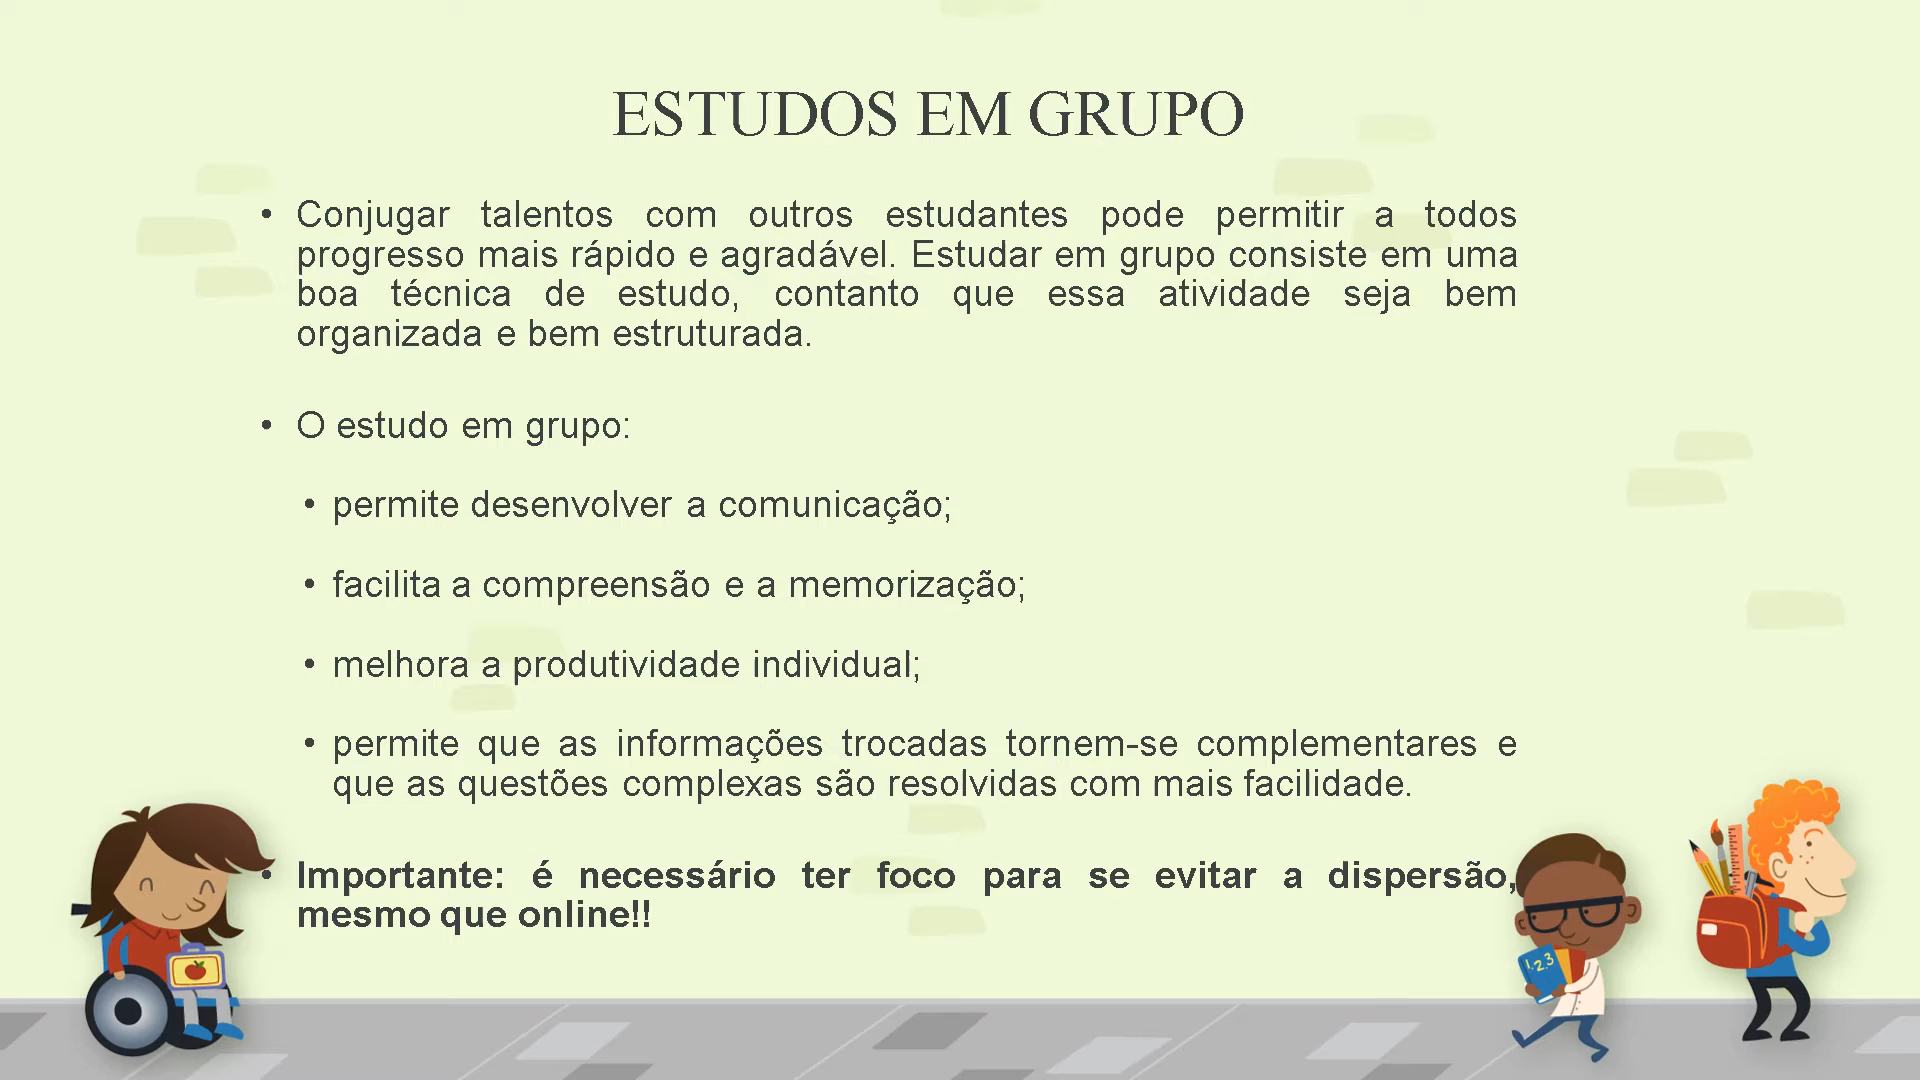 ESTUDOS EM GRUPO
• Conjugar talentos com outros estudantes pode permitir a todos
progresso mais rápido e agradável. Estudar em grupo consiste em uma
boa técnica de estudo, contanto que essa atividade seja bem
organizada e bem estruturada.
• O estudo em grupo:
• permite desenvolver a comunicação;
• facilita a compreensão e a memorização;
• melhora a produtividade individual;
• permite que as informações trocadas tornem-se complementares e
que as questões complexas são resolvidas com mais facilidade.
• Importante: é necessário ter foco para se evitar a dispersão,
mesmo que online!!
1.2.3